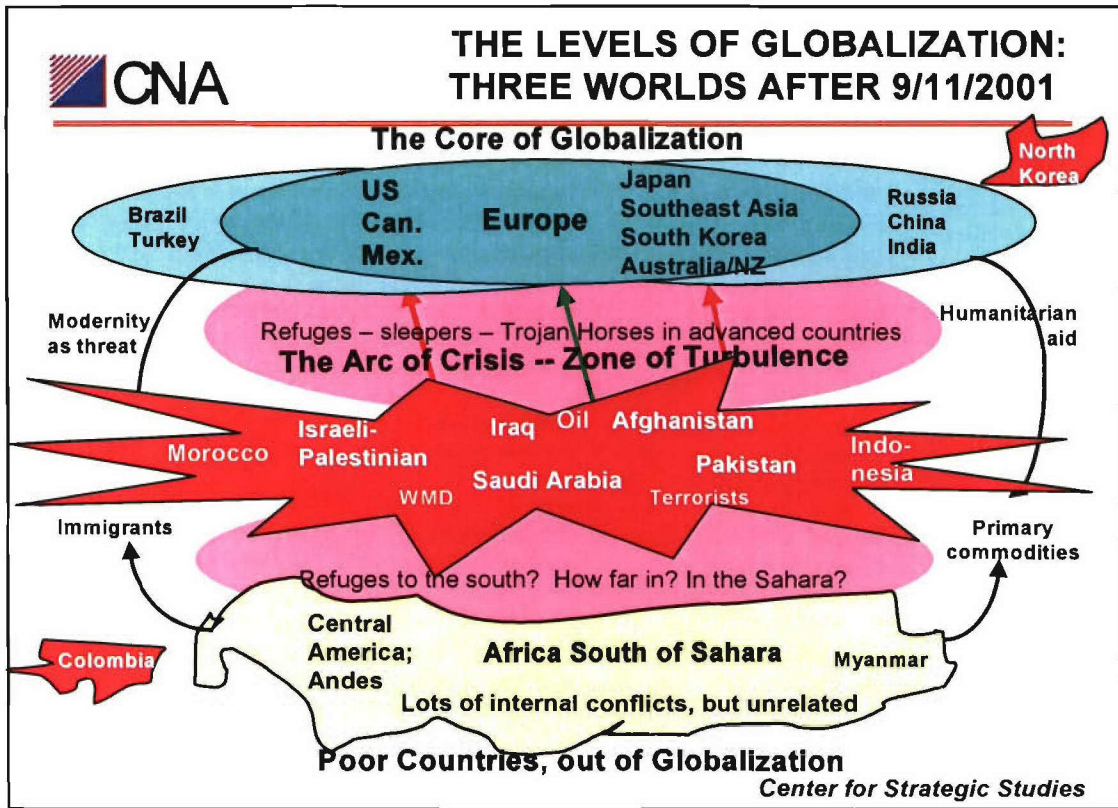 CNA
THE LEVELS OF GLOBALIZATION:
THREE WORLDS AFTER 9/11/2001
The Core of Globalization
North
Korea
Brazil
Turkey
US
Can.
Mex.
Europe
Japan
Southeast Asia
South Korea
Australia/NZ
Russia
China
India
Modernity
as threat
Humanitarian
aid
Refuges – sleepers – Trojan Horses in advanced countries
The Arc of Crisis -- Zone of Turbulence
Morocco
Israeli-
Palestinian
Iraq
Oil
Afghanistan
Saudi Arabia
Pakistan
Indo-
nesia
WMD
Terrorists
Immigrants
Primary
commodities
Refuges to the south? How far in? In the Sahara?
Colombia
Central
America;
Andes
Africa South of Sahara
Myanmar
Lots of internal conflicts, but unrelated
Poor Countries, out of Globalization
Center for Strategic Studies